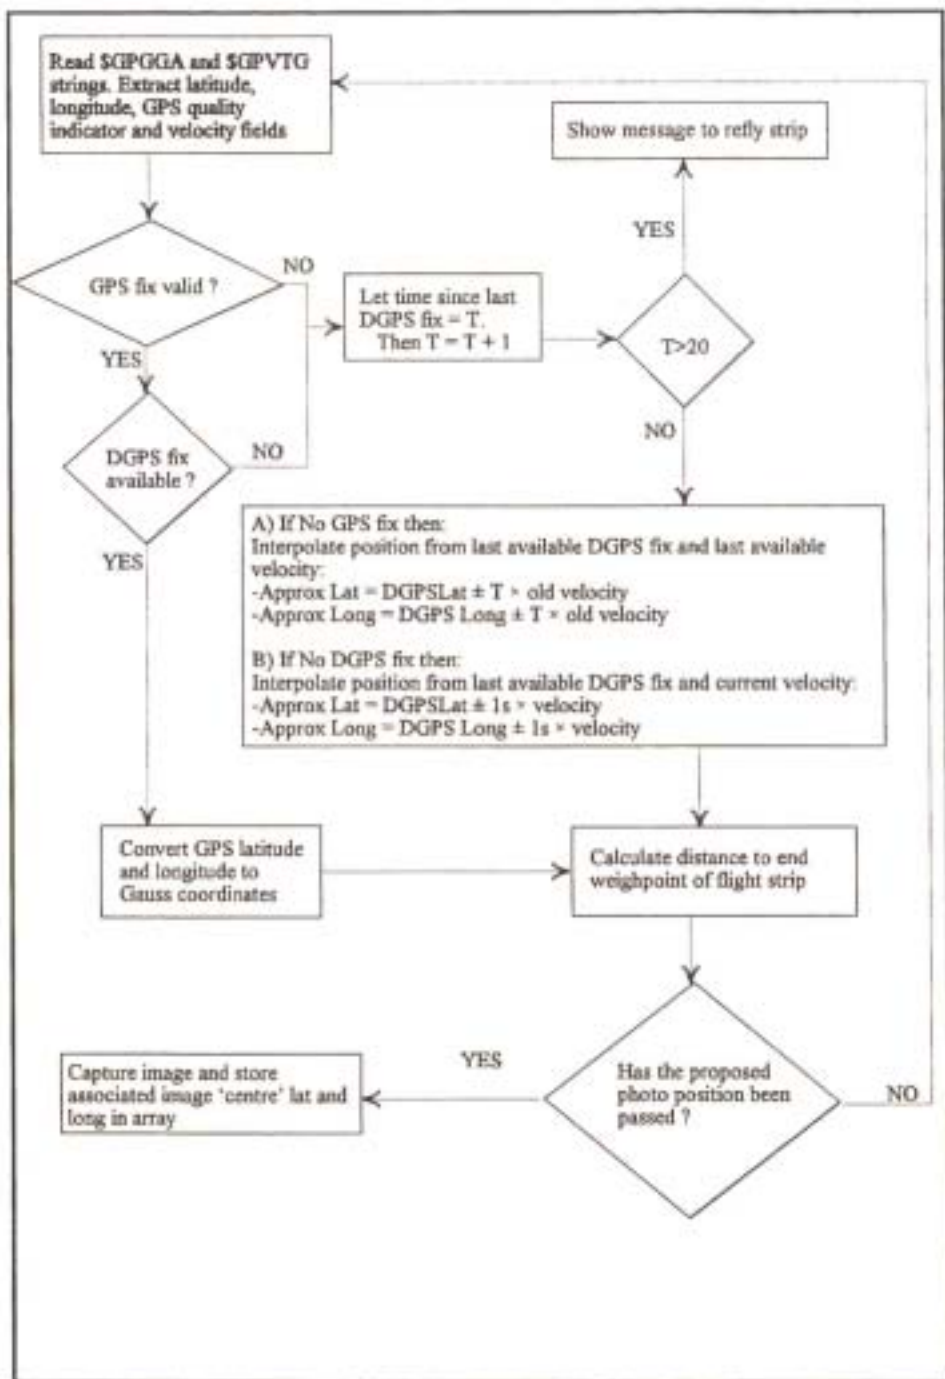 Read $GPGGA and $GPVTG
strings. Extract latitude,
longitude, GPS quality
indicator and velocity fields
Show message to refly strip
YES
GPS fix valid ?
NO
Let time since last
DGPS fix = T.
Then T = T + 1
T>20
YES
NO
DGPS fix
available ?
NO
YES
A) If No GPS fix then:
Interpolate position from last available DGPS fix and last available
velocity:
-Approx Lat = DGPSLat ± T × old velocity
-Approx Long = DGPS Long ± T × old velocity
B) If No DGPS fix then:
Interpolate position from last available DGPS fix and current velocity:
-Approx Lat = DGPSLat ± 1s × velocity
-Approx Long = DGPS Long ± 1s × velocity
Convert GPS latitude
and longitude to
Gauss coordinates
Calculate distance to end
weighpoint of flight strip
YES
Capture image and store
associated image 'centre' lat and
long in array
Has the proposed
photo position been
passed ?
NO